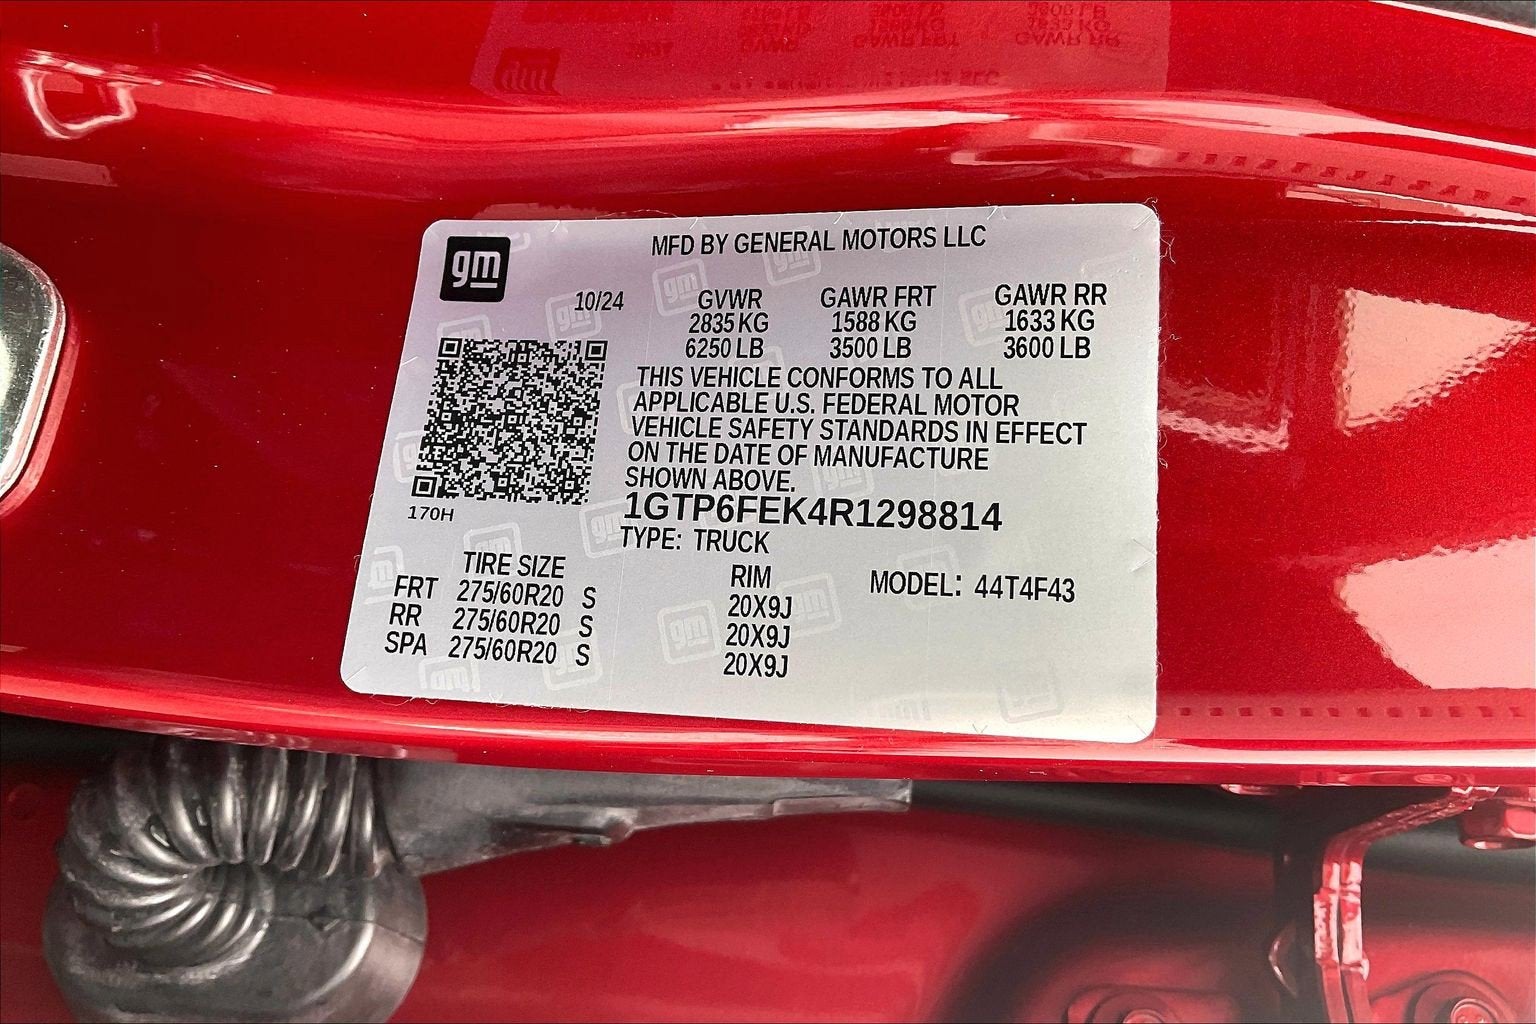 gm
MFD BY GENERAL MOTORS LLC
10/24
GVWR GAWR FRT GAWR RR
2835 KG 1588 KG 1633 KG
6250 LB 3500 LB 3600 LB
THIS VEHICLE CONFORMS TO ALL
APPLICABLE U.S. FEDERAL MOTOR
VEHICLE SAFETY STANDARDS IN EFFECT
ON THE DATE OF MANUFACTURE
SHOWN ABOVE.
170H
1GTP6FEK4R1298814
TYPE: TRUCK
TIRE SIZE RIM MODEL: 44T4F43
FRT 275/60R20 S 20X9J
RR 275/60R20 S 20X9J
SPA 275/60R20 S 20X9J